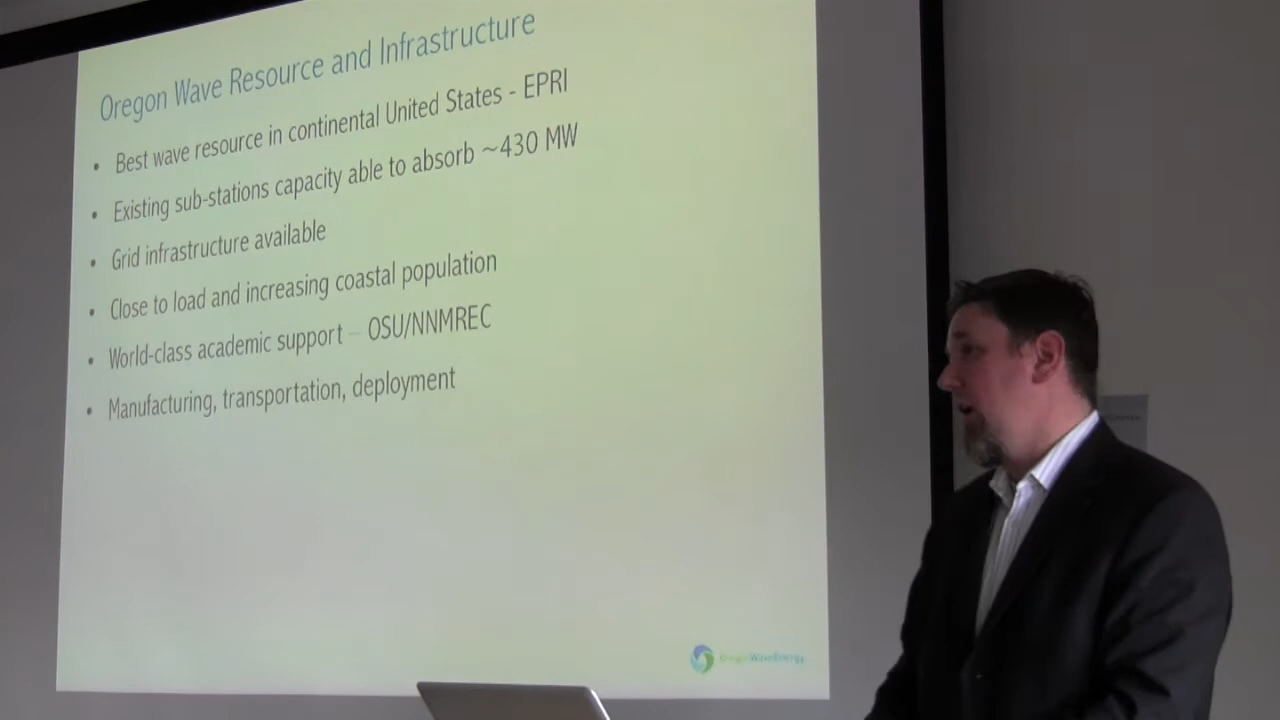 Oregon Wave Resource and Infrastructure
• Best wave resource in continental United States - EPRI
• Existing sub-stations capacity able to absorb ~430 MW
• Grid infrastructure available
• Close to load and increasing coastal population
• World-class academic support – OSU/NNMREC
• Manufacturing, transportation, deployment
OregonWaveEnergy